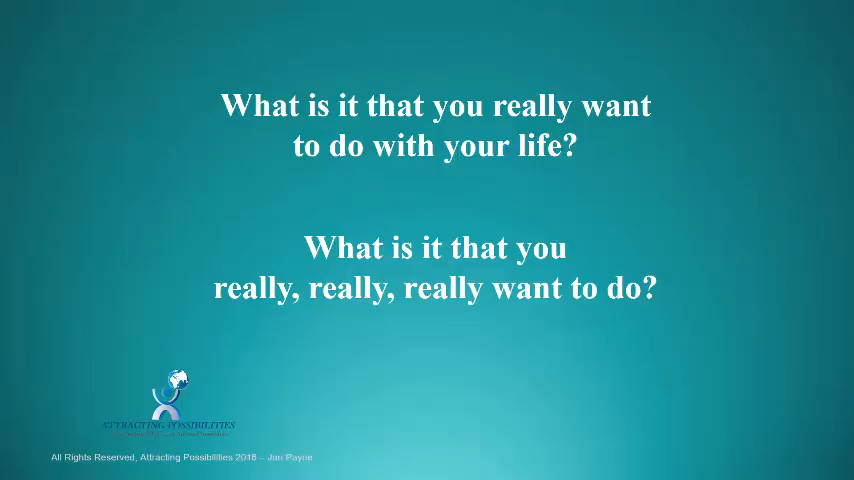 What is it that you really want
to do with your life?
What is it that you
really, really, really want to do?
ATTRACTING POSSIBILITIES
All Rights Reserved, Attracting Possibilities 2018 – Jon Payne